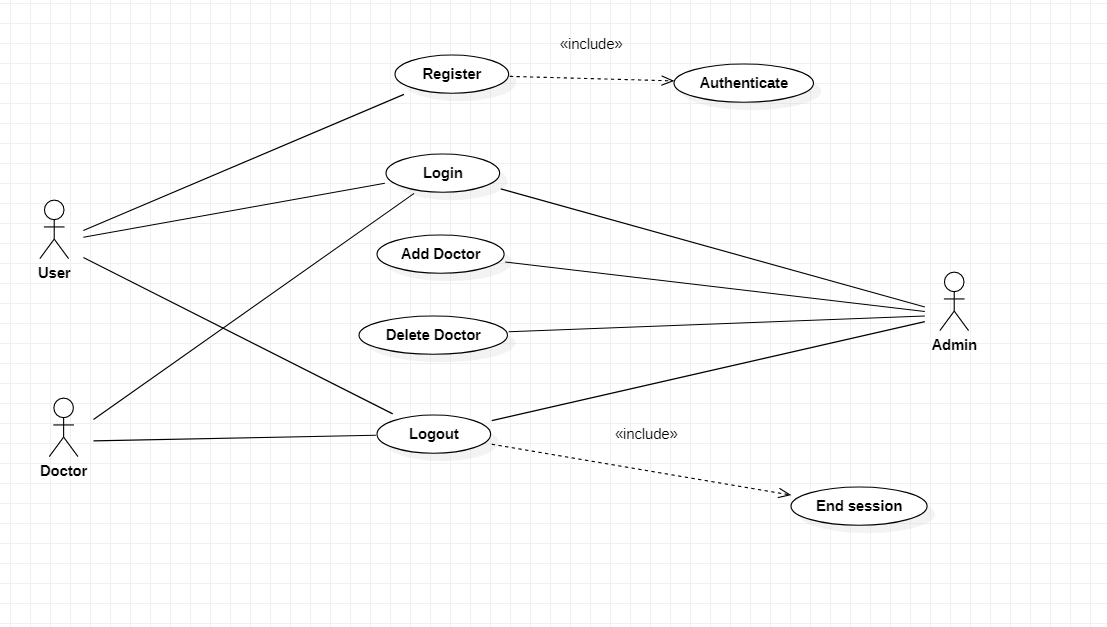 «include»
Register
Authenticate
Login
User
Add Doctor
Delete Doctor
Admin
Doctor
Logout
«include»
End session